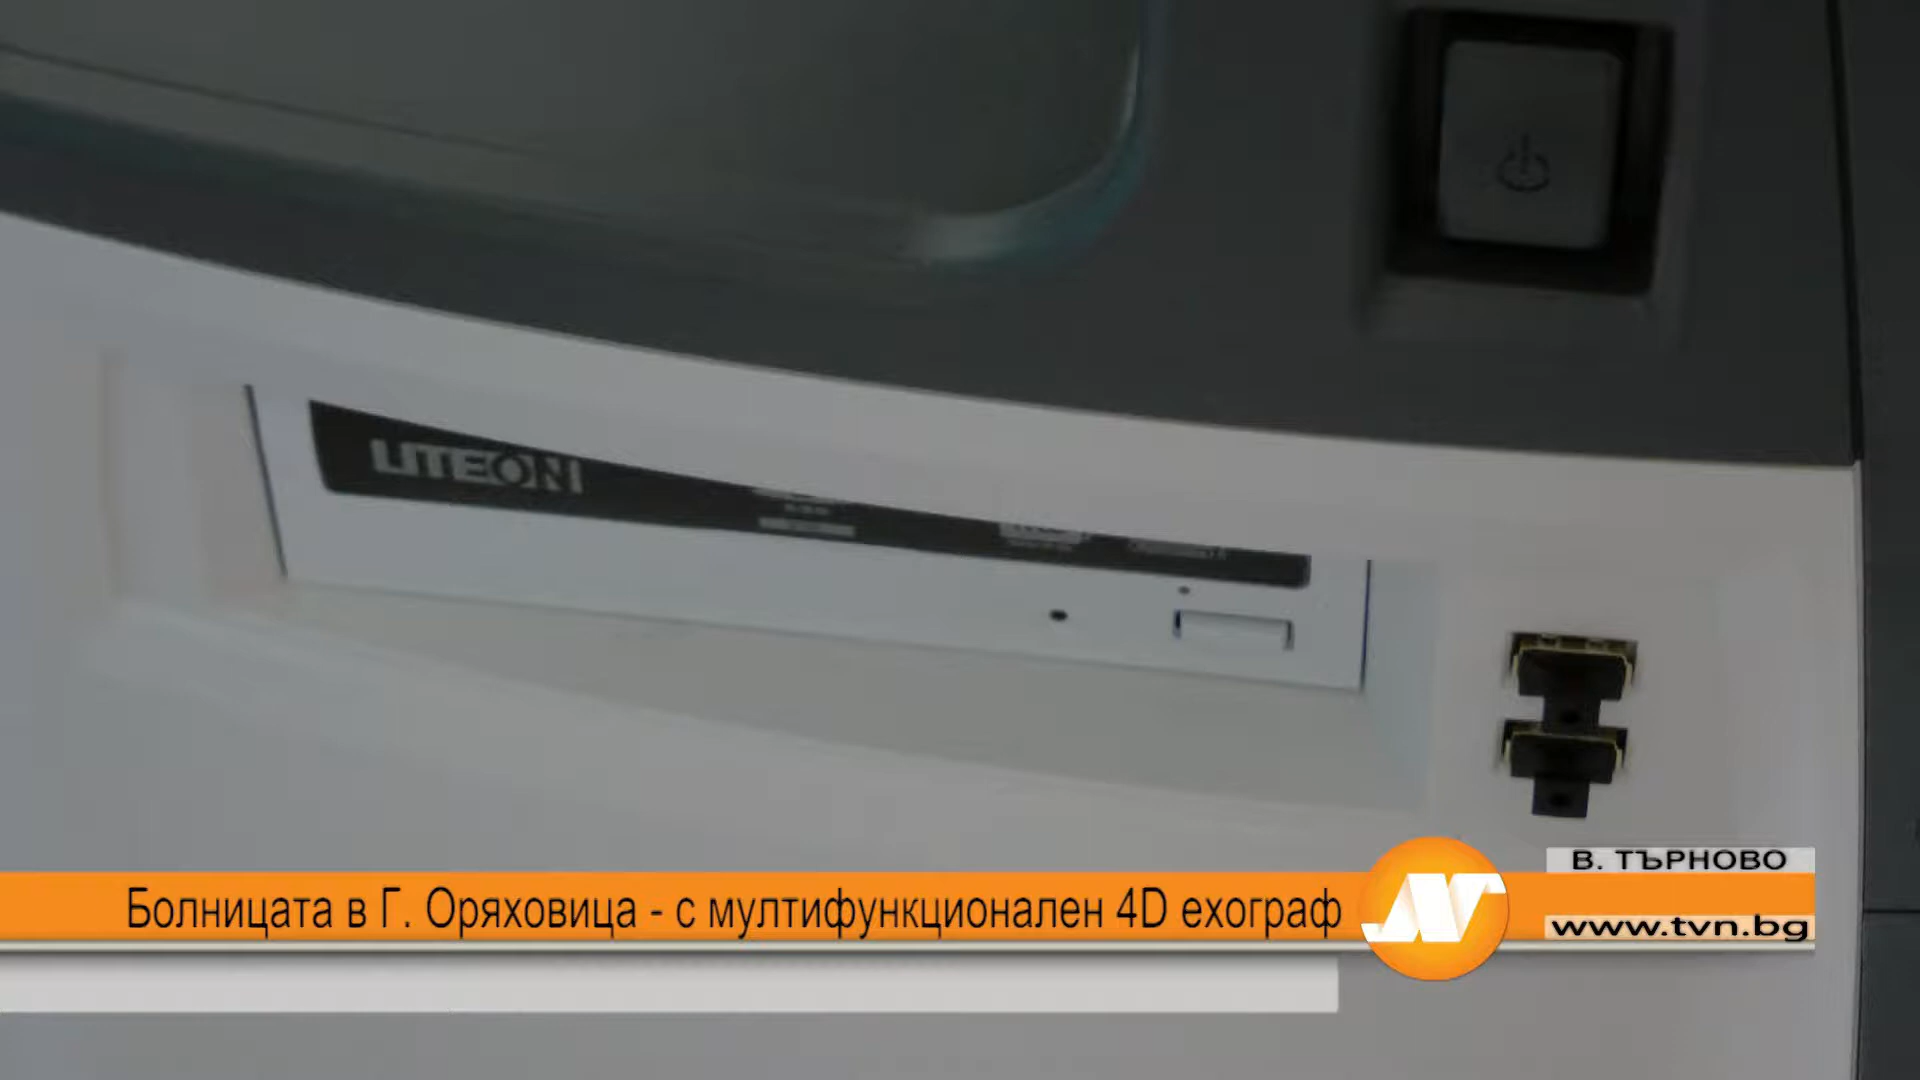 LITEON
В. ТЪРНОВО
Болницата в Г. Оряховица - с мултифункционален 4D ехограф
www.tvn.bg